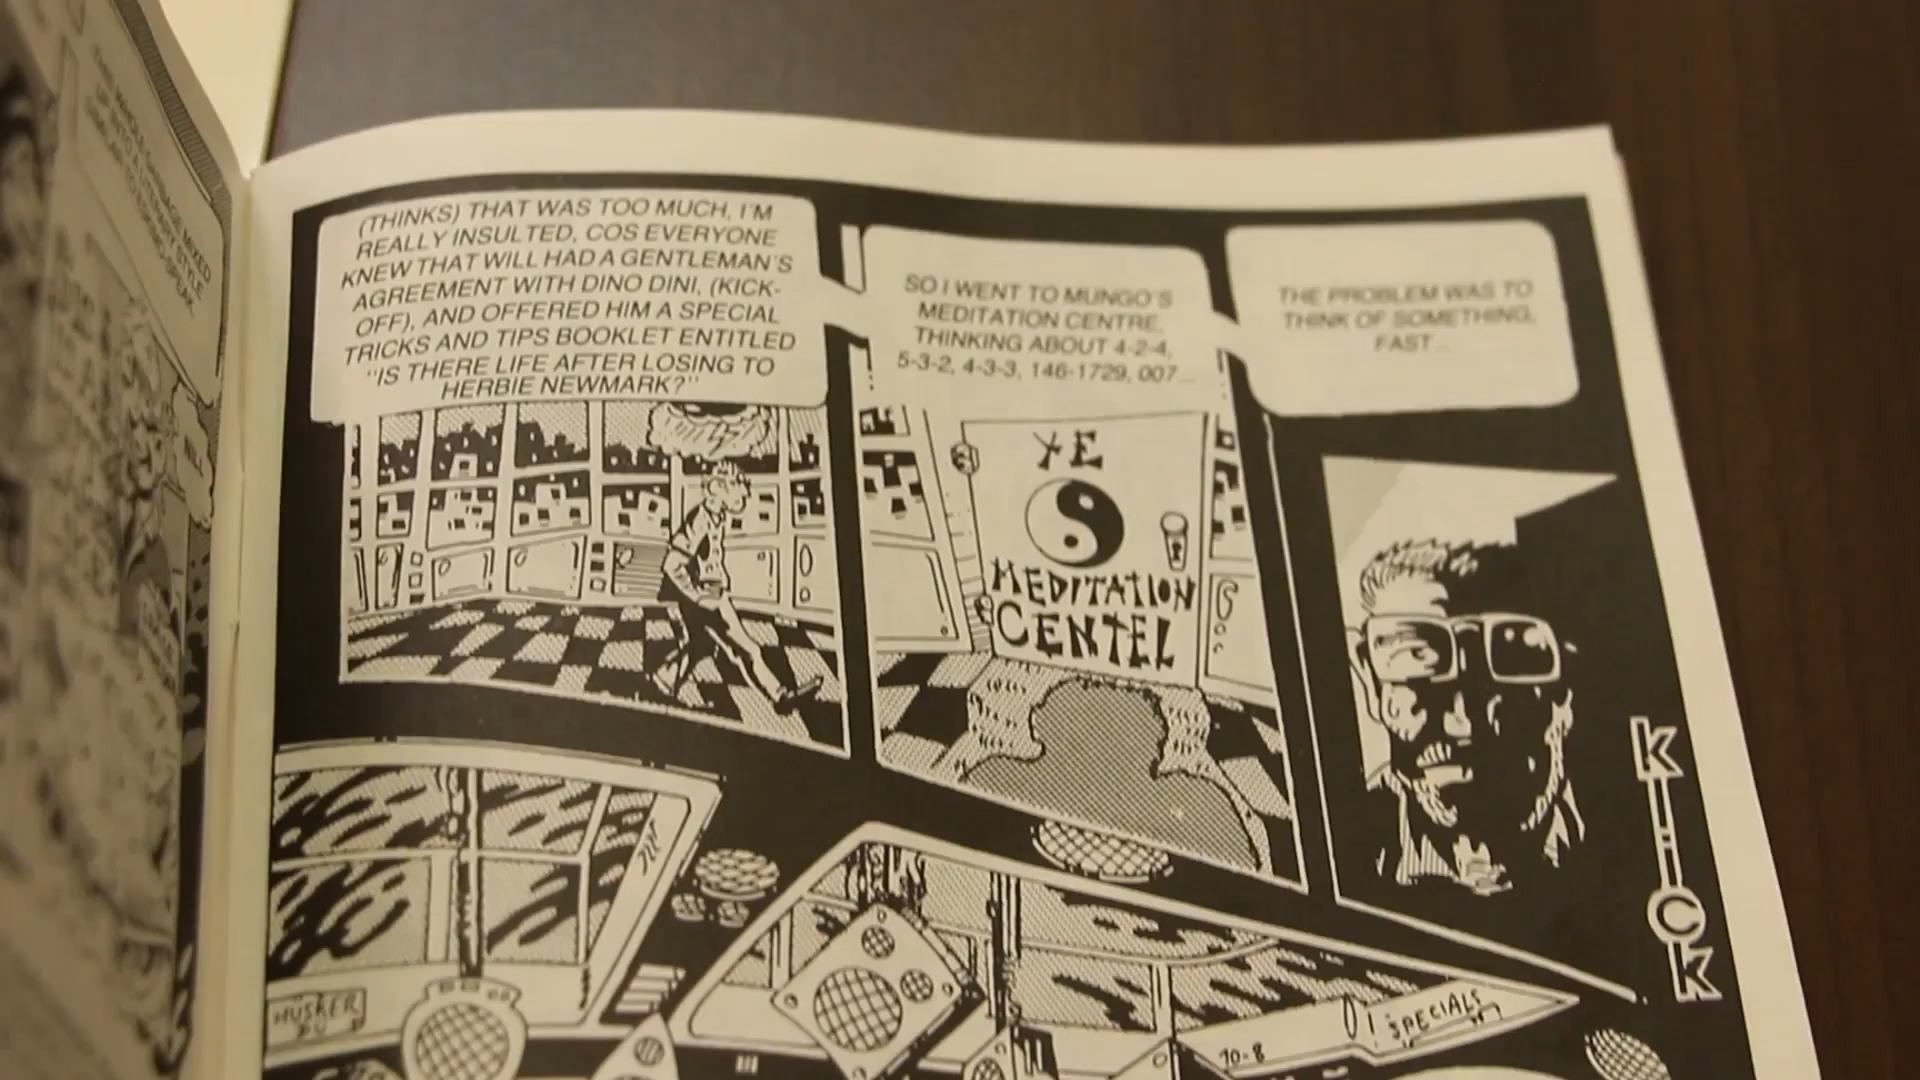 (THINKS) THAT WAS TOO MUCH, I'M
REALLY INSULTED, COS EVERYONE
KNEW THAT WILL HAD A GENTLEMAN'S
AGREEMENT WITH DINO DINI, (KICK-
OFF), AND OFFERED HIM A SPECIAL
TRICKS AND TIPS BOOKLET ENTITLED
"IS THERE LIFE AFTER LOSING TO
HERBIE NEWMARK?"
SO I WENT TO MUNGO'S
MEDITATION CENTRE,
THINKING ABOUT 4-2-4,
5-3-2, 4-3-3, 146-1729, 007...
THE PROBLEM WAS TO
THINK OF SOMETHING,
FAST...
YE
MEDITATION
CENTEL
KICK
HÜSKER
DÜ
SPECIALS
10-8